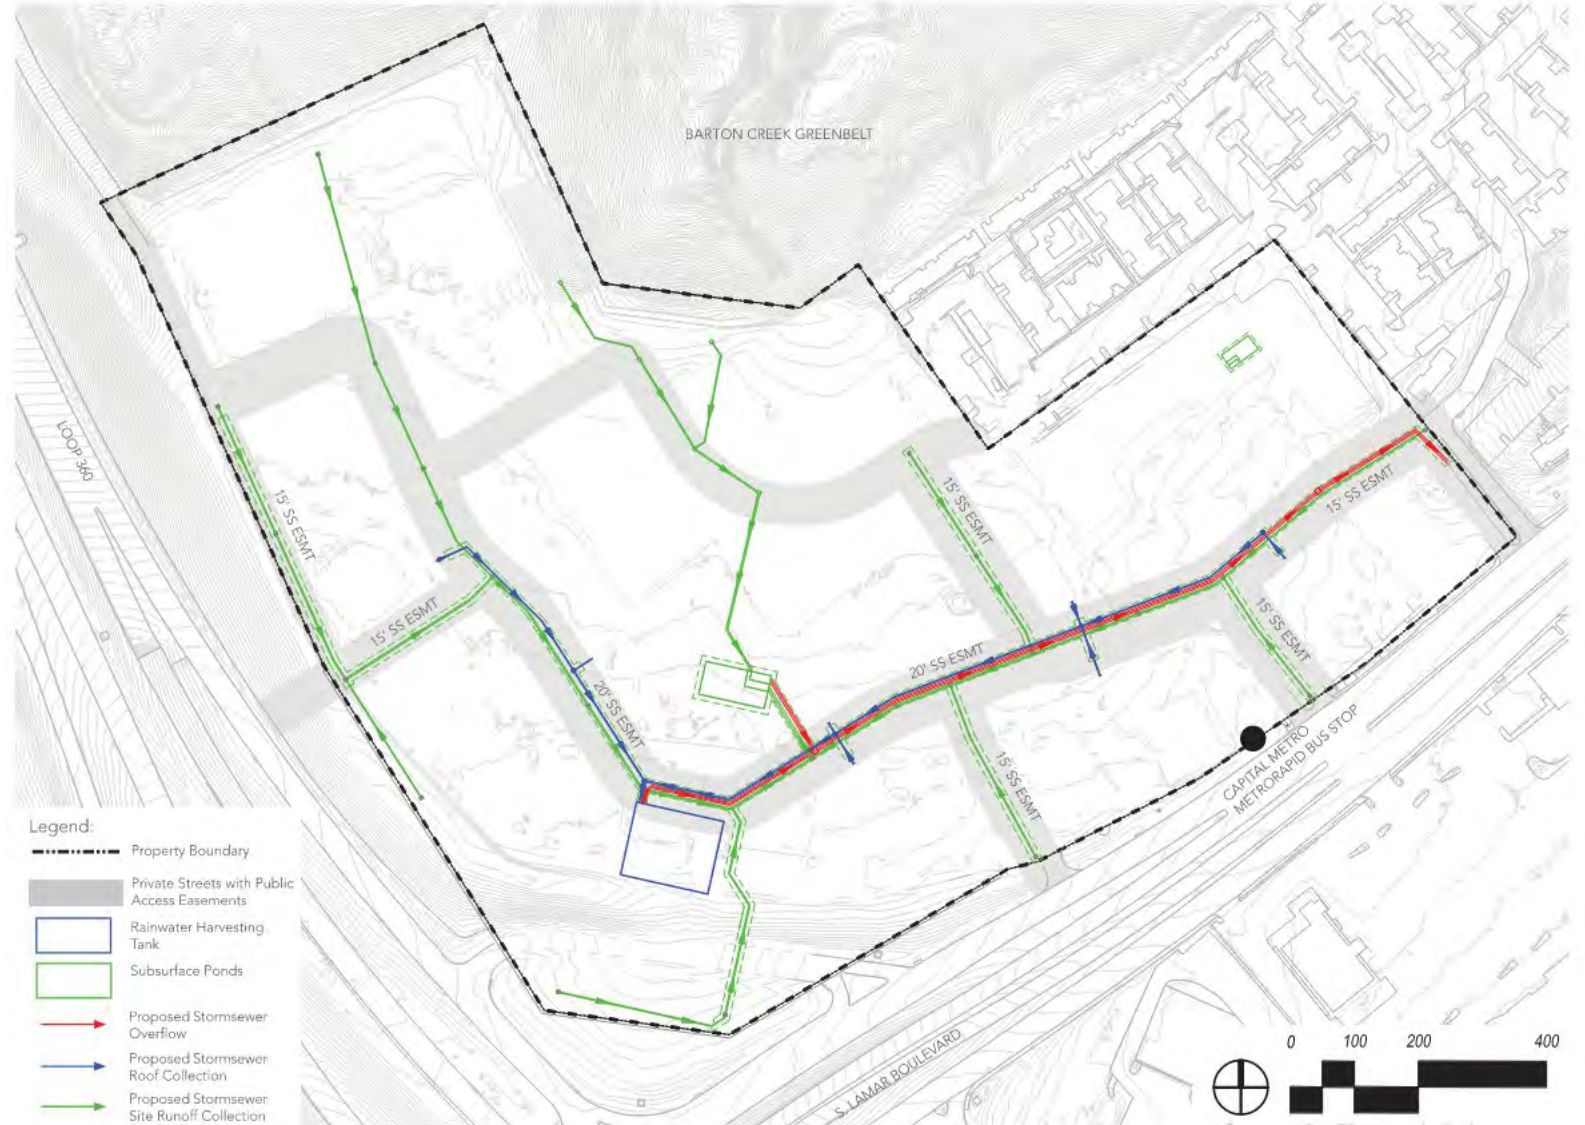 BARTON CREEK GREENBELT
LOOP 360
15' SS ESMT
15' SS ESMT
15' SS ESMT
15' SS ESMT
20' SS ESMT
15' SS ESMT
20' SS ESMT
15' SS ESMT
CAPITAL METRO
METRORAPID BUS STOP
S. LAMAR BOULEVARD
Legend:
Property Boundary
Private Streets with Public
Access Easements
Rainwater Harvesting
Tank
Subsurface Ponds
Proposed Stormsewer
Overflow
Proposed Stormsewer
Roof Collection
Proposed Stormsewer
Site Runoff Collection
0 100 200 400